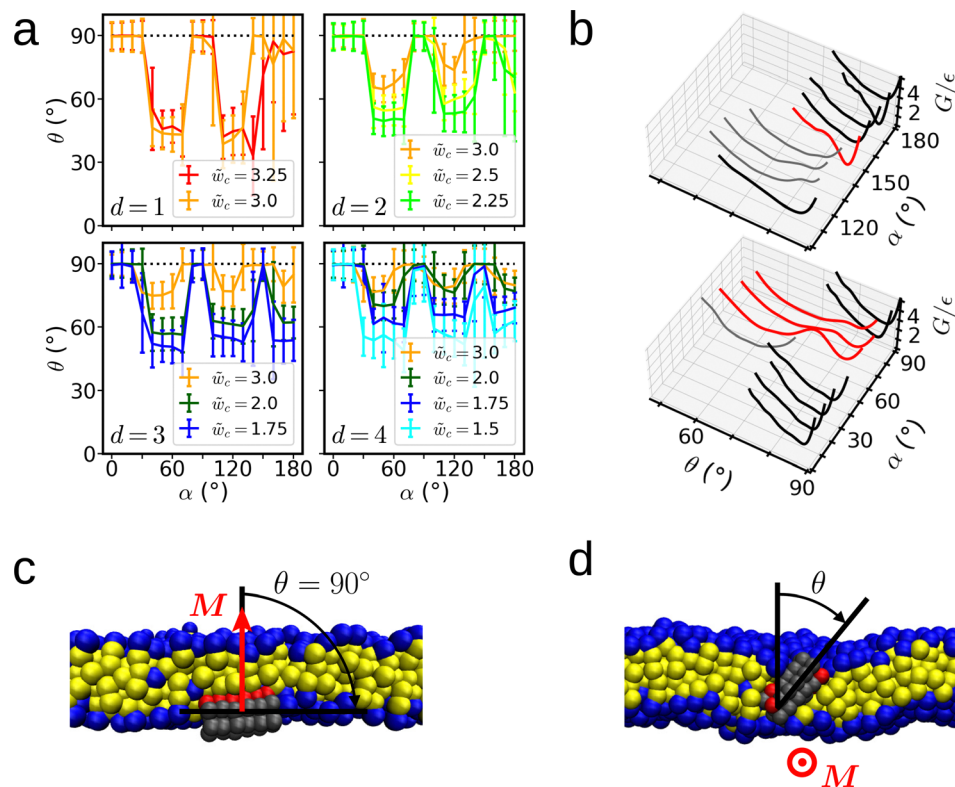 a
θ (°)
90
60
30
0
w̃c = 3.25
w̃c = 3.0
d = 1
w̃c = 3.0
w̃c = 2.5
w̃c = 2.25
d = 2
θ (°)
90
60
30
0
w̃c = 3.0
w̃c = 2.0
w̃c = 1.75
d = 3
w̃c = 3.0
w̃c = 2.0
w̃c = 1.75
w̃c = 1.5
d = 4
0 60 120 180
α (°)
0 60 120 180
α (°)
b
G/ϵ
4
2
180
150
120
α (°)
G/ϵ
4
2
90
60
30
α (°)
60
90
θ (°)
c
θ = 90°
M
d
θ
M